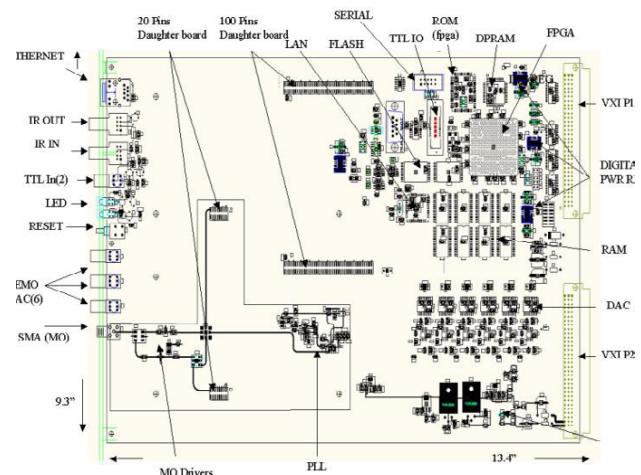 SERIAL
20 Pins
Daughter board
100 Pins
Daughter board
LAN
FLASH
TTL IO
ROM
(fpga)
DPRAM
FPGA
THERNET
REG
VXI P1
IR OUT
IR IN
TTL In(2)
LED
RESET
DIGITA
PWR R
RAM
EMO
AC(6)
DAC
SMA (MO)
VXI P2
9.3”
13.4”
MO Drivers
PLL